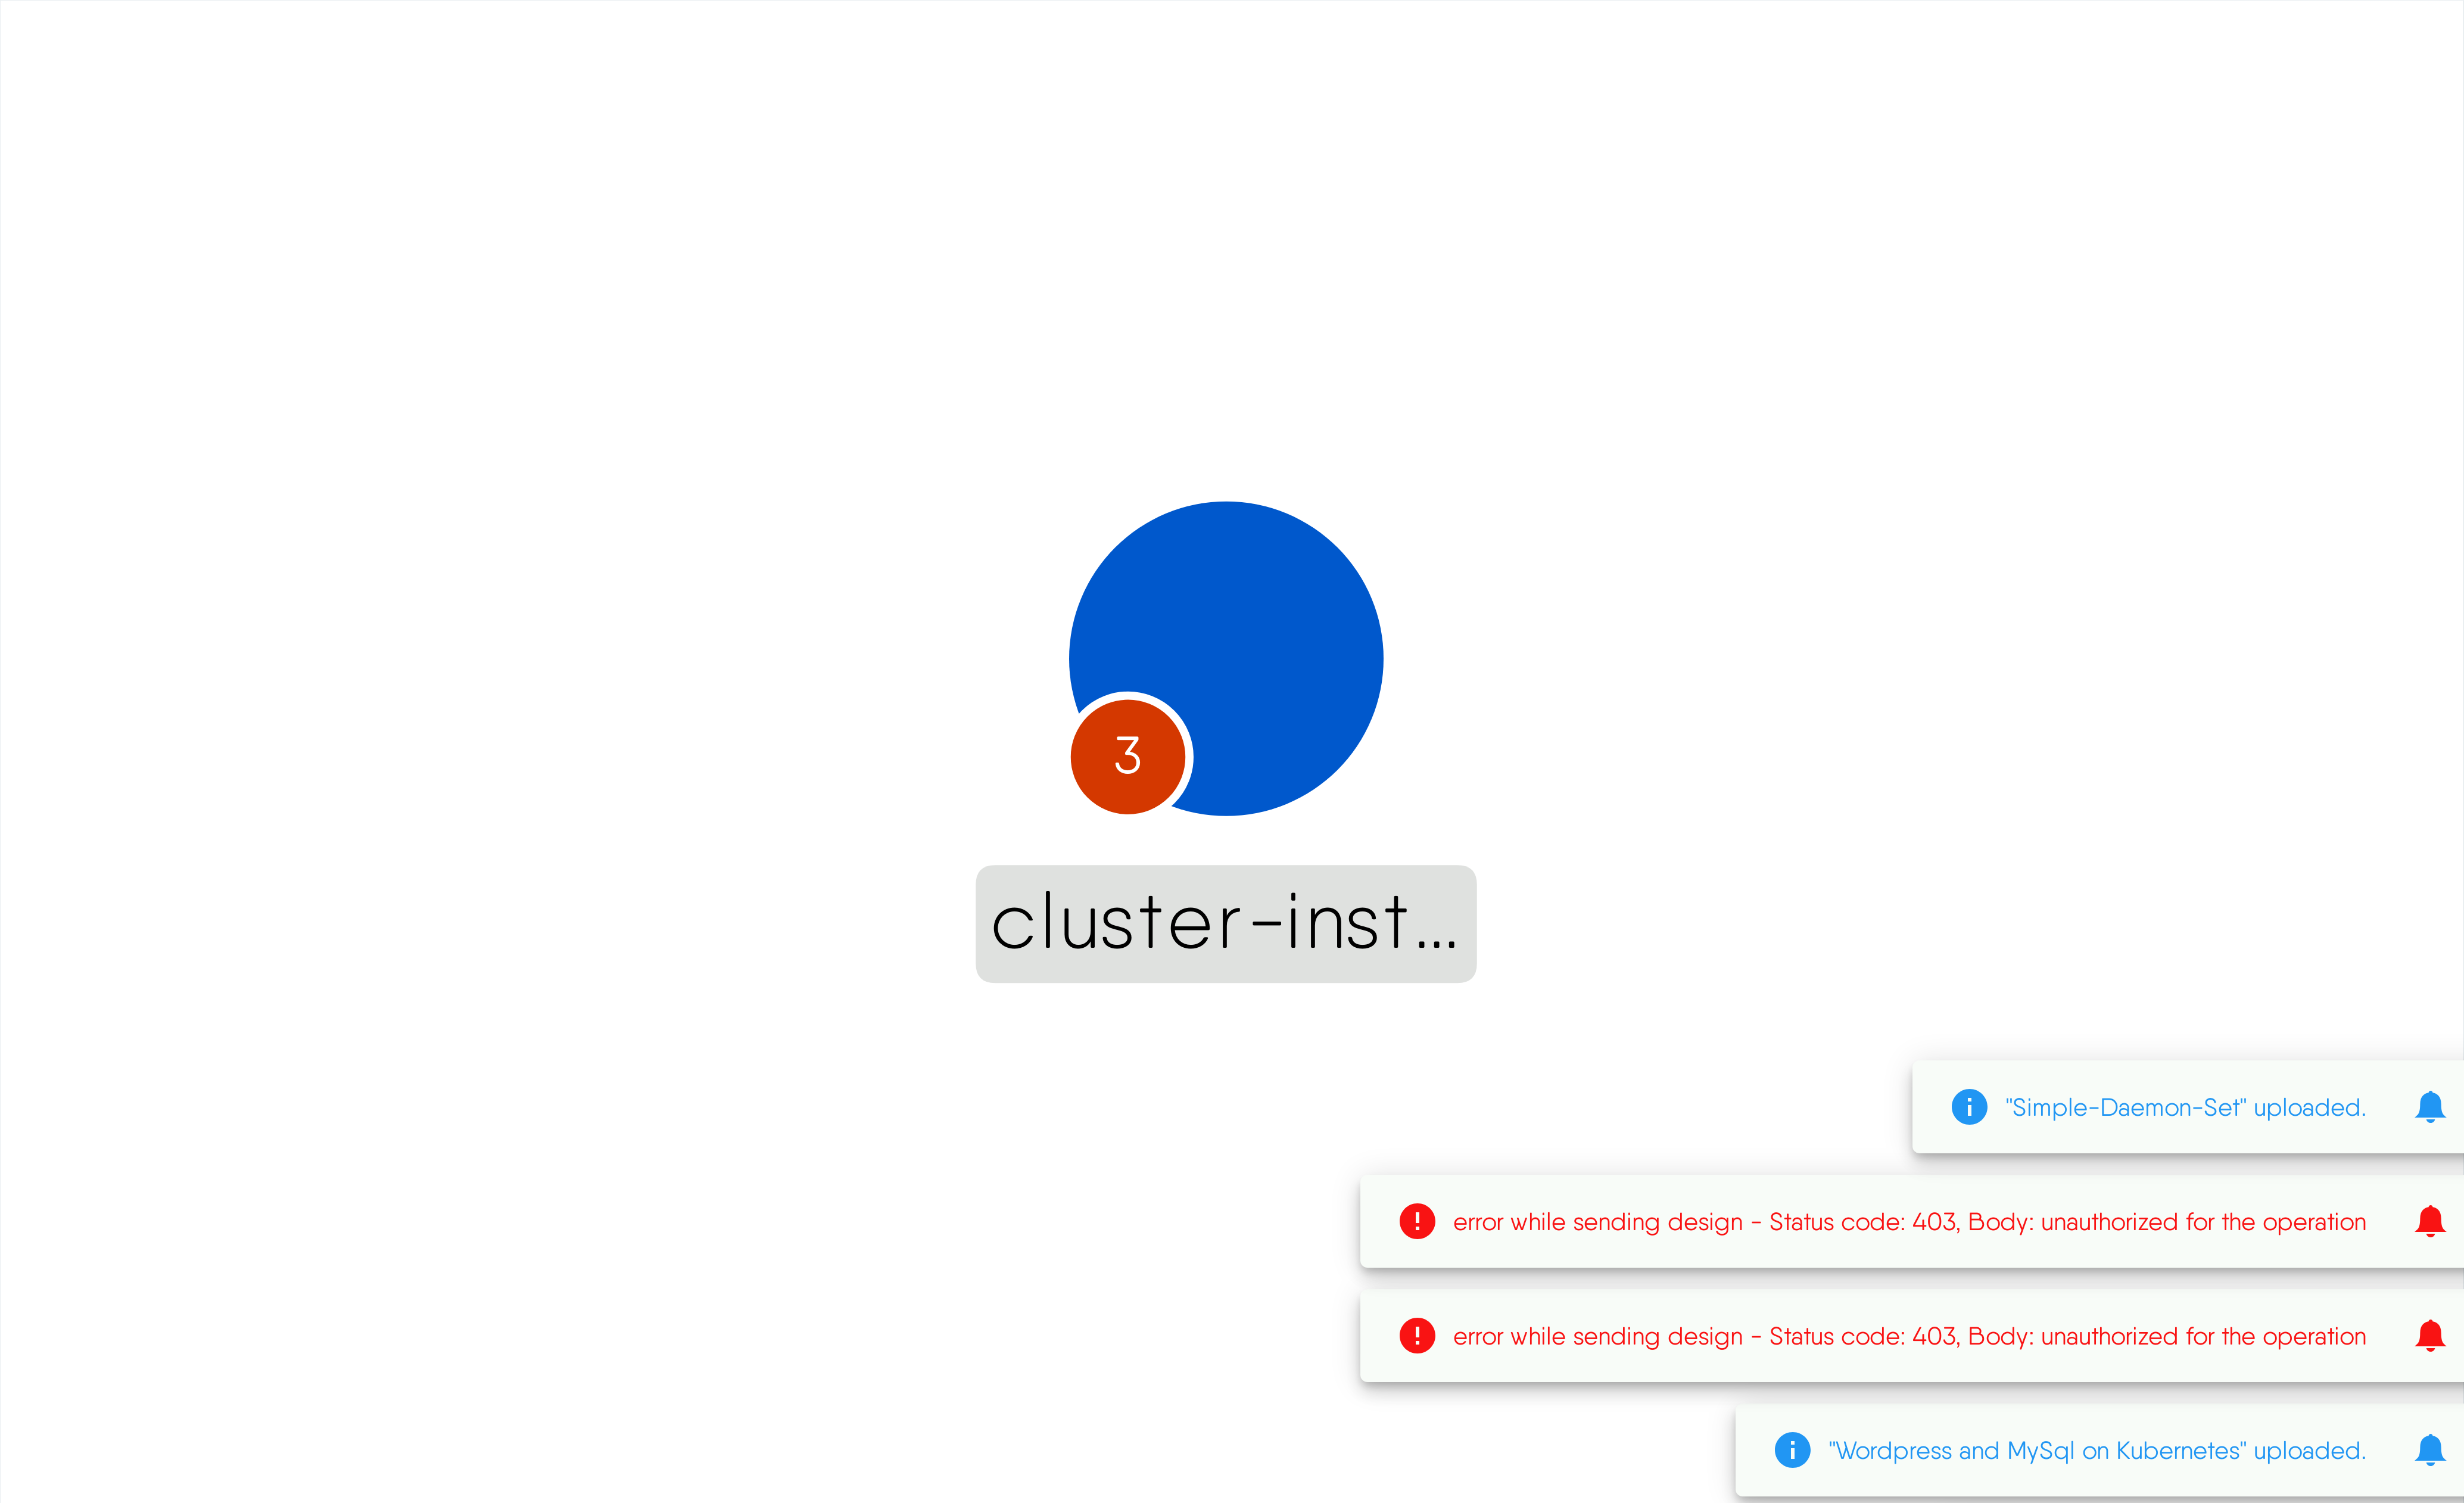 3
cluster-inst...
"Simple-Daemon-Set" uploaded.
error while sending design - Status code: 403, Body: unauthorized for the operation
error while sending design - Status code: 403, Body: unauthorized for the operation
"Wordpress and MySql on Kubernetes" uploaded.